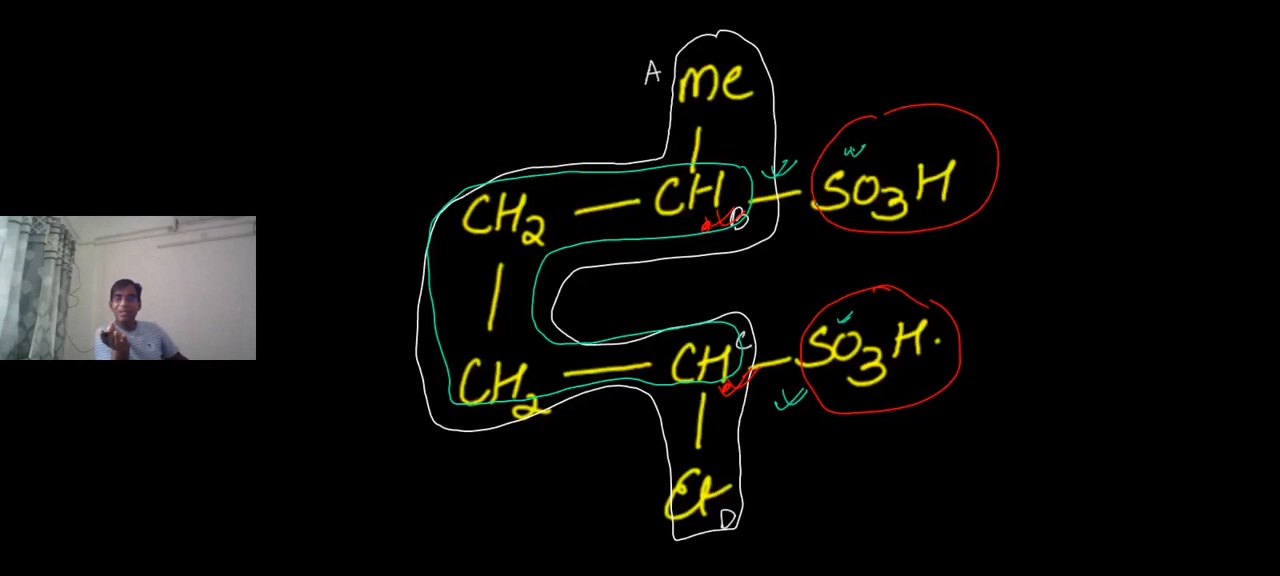 A
Me
CH2 — CH — SO3H
B
CH2 — CH — SO3H.
C
Et
D